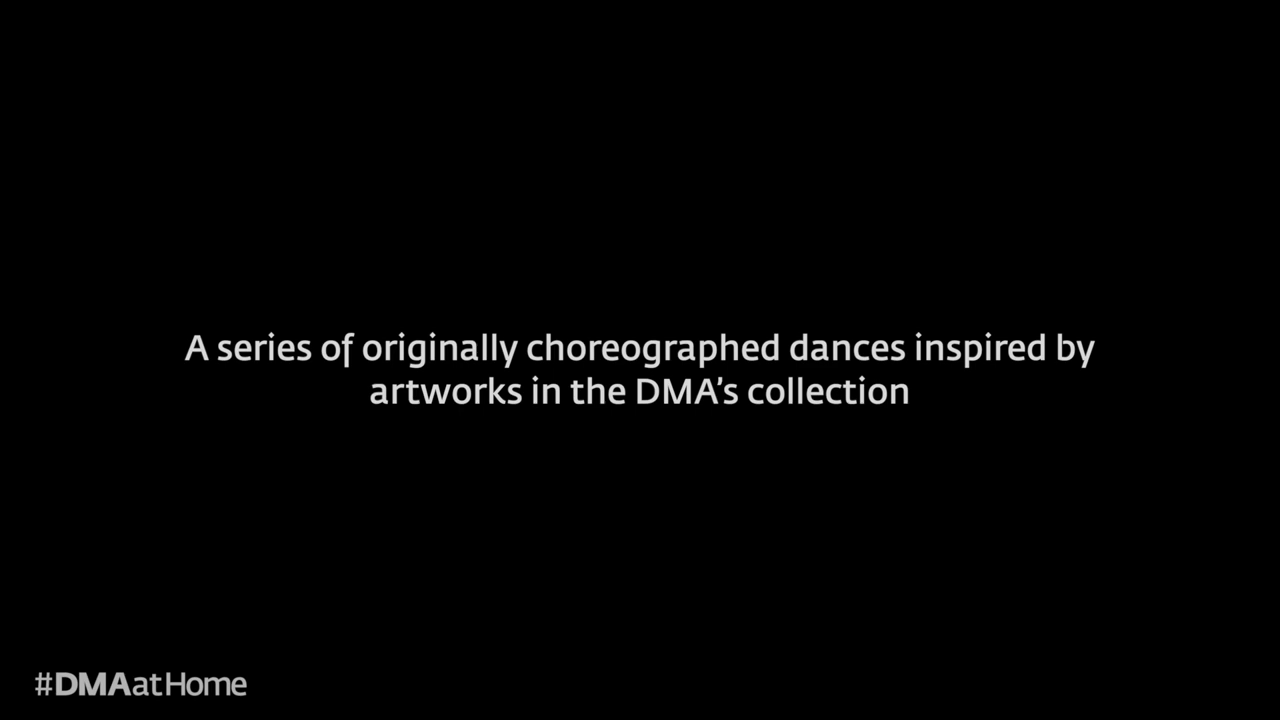 A series of originally choreographed dances inspired by
artworks in the DMA’s collection
#DMAatHome